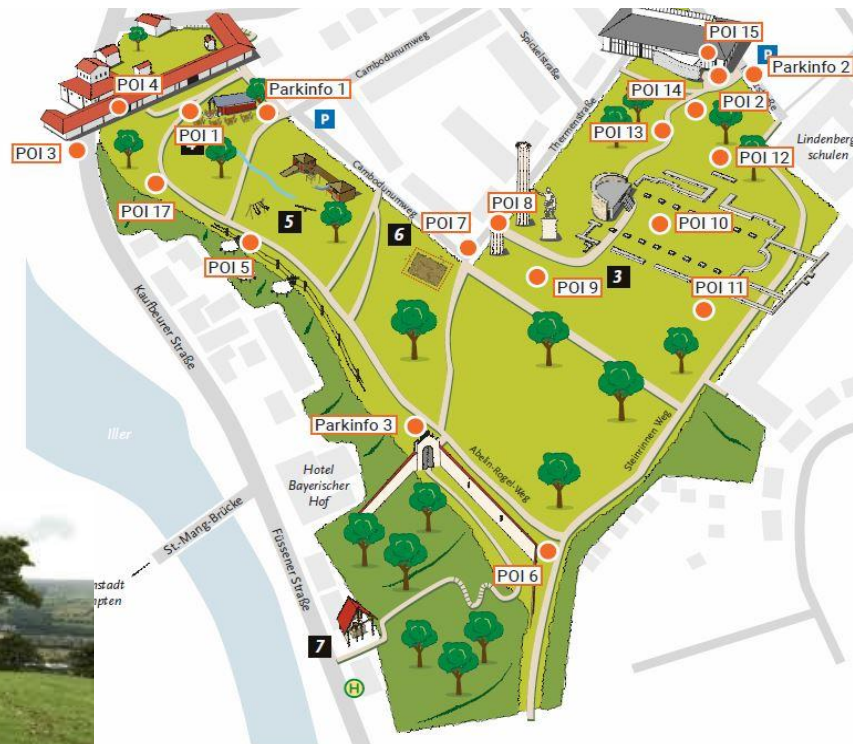 POI 15
P
Parkinfo 2
POI 14
POI 2
POI 13
POI 12
Lindenberg-
schulen
Spickelstraße
Thermenstraße
Cambodunumweg
POI 4
Parkinfo 1
POI 1
P
POI 3
POI 17
5
Cambodunumweg
6
POI 7
POI 8
POI 10
POI 5
POI 9
3
POI 11
Kaufbeurer Straße
Iller
Parkinfo 3
Abelin-Rogel-Weg
Steinrinnen Weg
Hotel
Bayerischer
Hof
St.-Mang-Brücke
Füssener Straße
POI 6
7
H